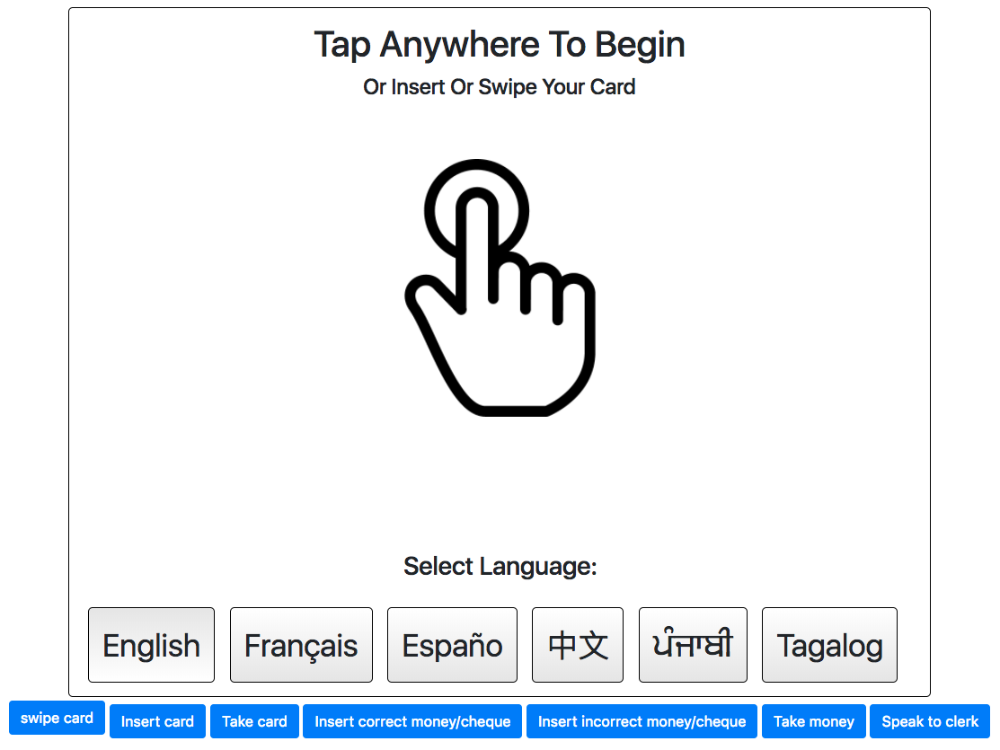 Tap Anywhere To Begin
Or Insert Or Swipe Your Card
Select Language:
English Français Españo 中文 ਪੰਜਾਬੀ Tagalog
swipe card Insert card Take card Insert correct money/cheque Insert incorrect money/cheque Take money Speak to clerk